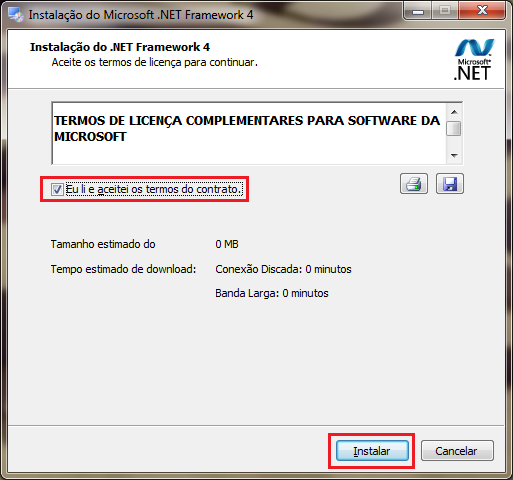 Instalação do Microsoft .NET Framework 4
Instalação do .NET Framework 4
Aceite os termos de licença para continuar.
Microsoft®
.NET
TERMOS DE LICENÇA COMPLEMENTARES PARA SOFTWARE DA
MICROSOFT
Eu li e aceitei os termos do contrato.
Tamanho estimado do 0 MB
Tempo estimado de download: Conexão Discada: 0 minutos
Banda Larga: 0 minutos
Instalar Cancelar